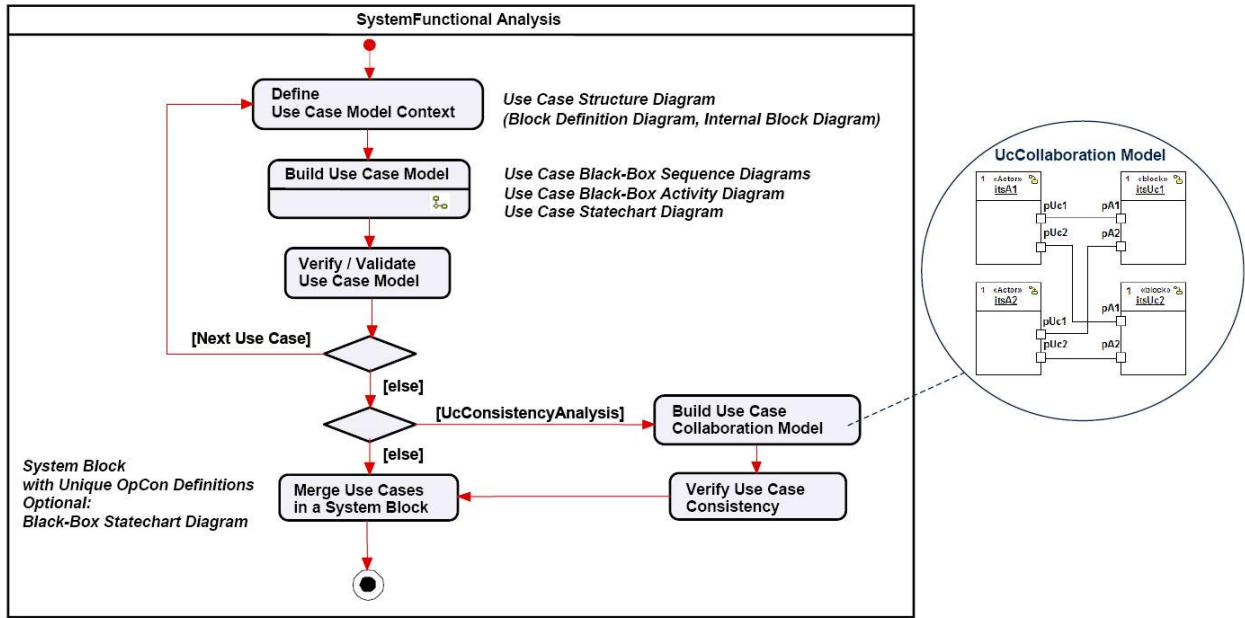 SystemFunctional Analysis
Define
Use Case Model Context
Use Case Structure Diagram
(Block Definition Diagram, Internal Block Diagram)
Build Use Case Model
Use Case Black-Box Sequence Diagrams
Use Case Black-Box Activity Diagram
Use Case Statechart Diagram
Verify / Validate
Use Case Model
[Next Use Case]
[else]
[UcConsistencyAnalysis]
Build Use Case
Collaboration Model
[else]
System Block
with Unique OpCon Definitions
Optional:
Black-Box Statechart Diagram
Merge Use Cases
in a System Block
Verify Use Case
Consistency
UcCollaboration Model
1 «Actor»
itsA1
pUc1
pUc2
1 «block»
itsUc1
pA1
pA2
1 «Actor»
itsA2
pUc1
pUc2
1 «block»
itsUc2
pA1
pA2